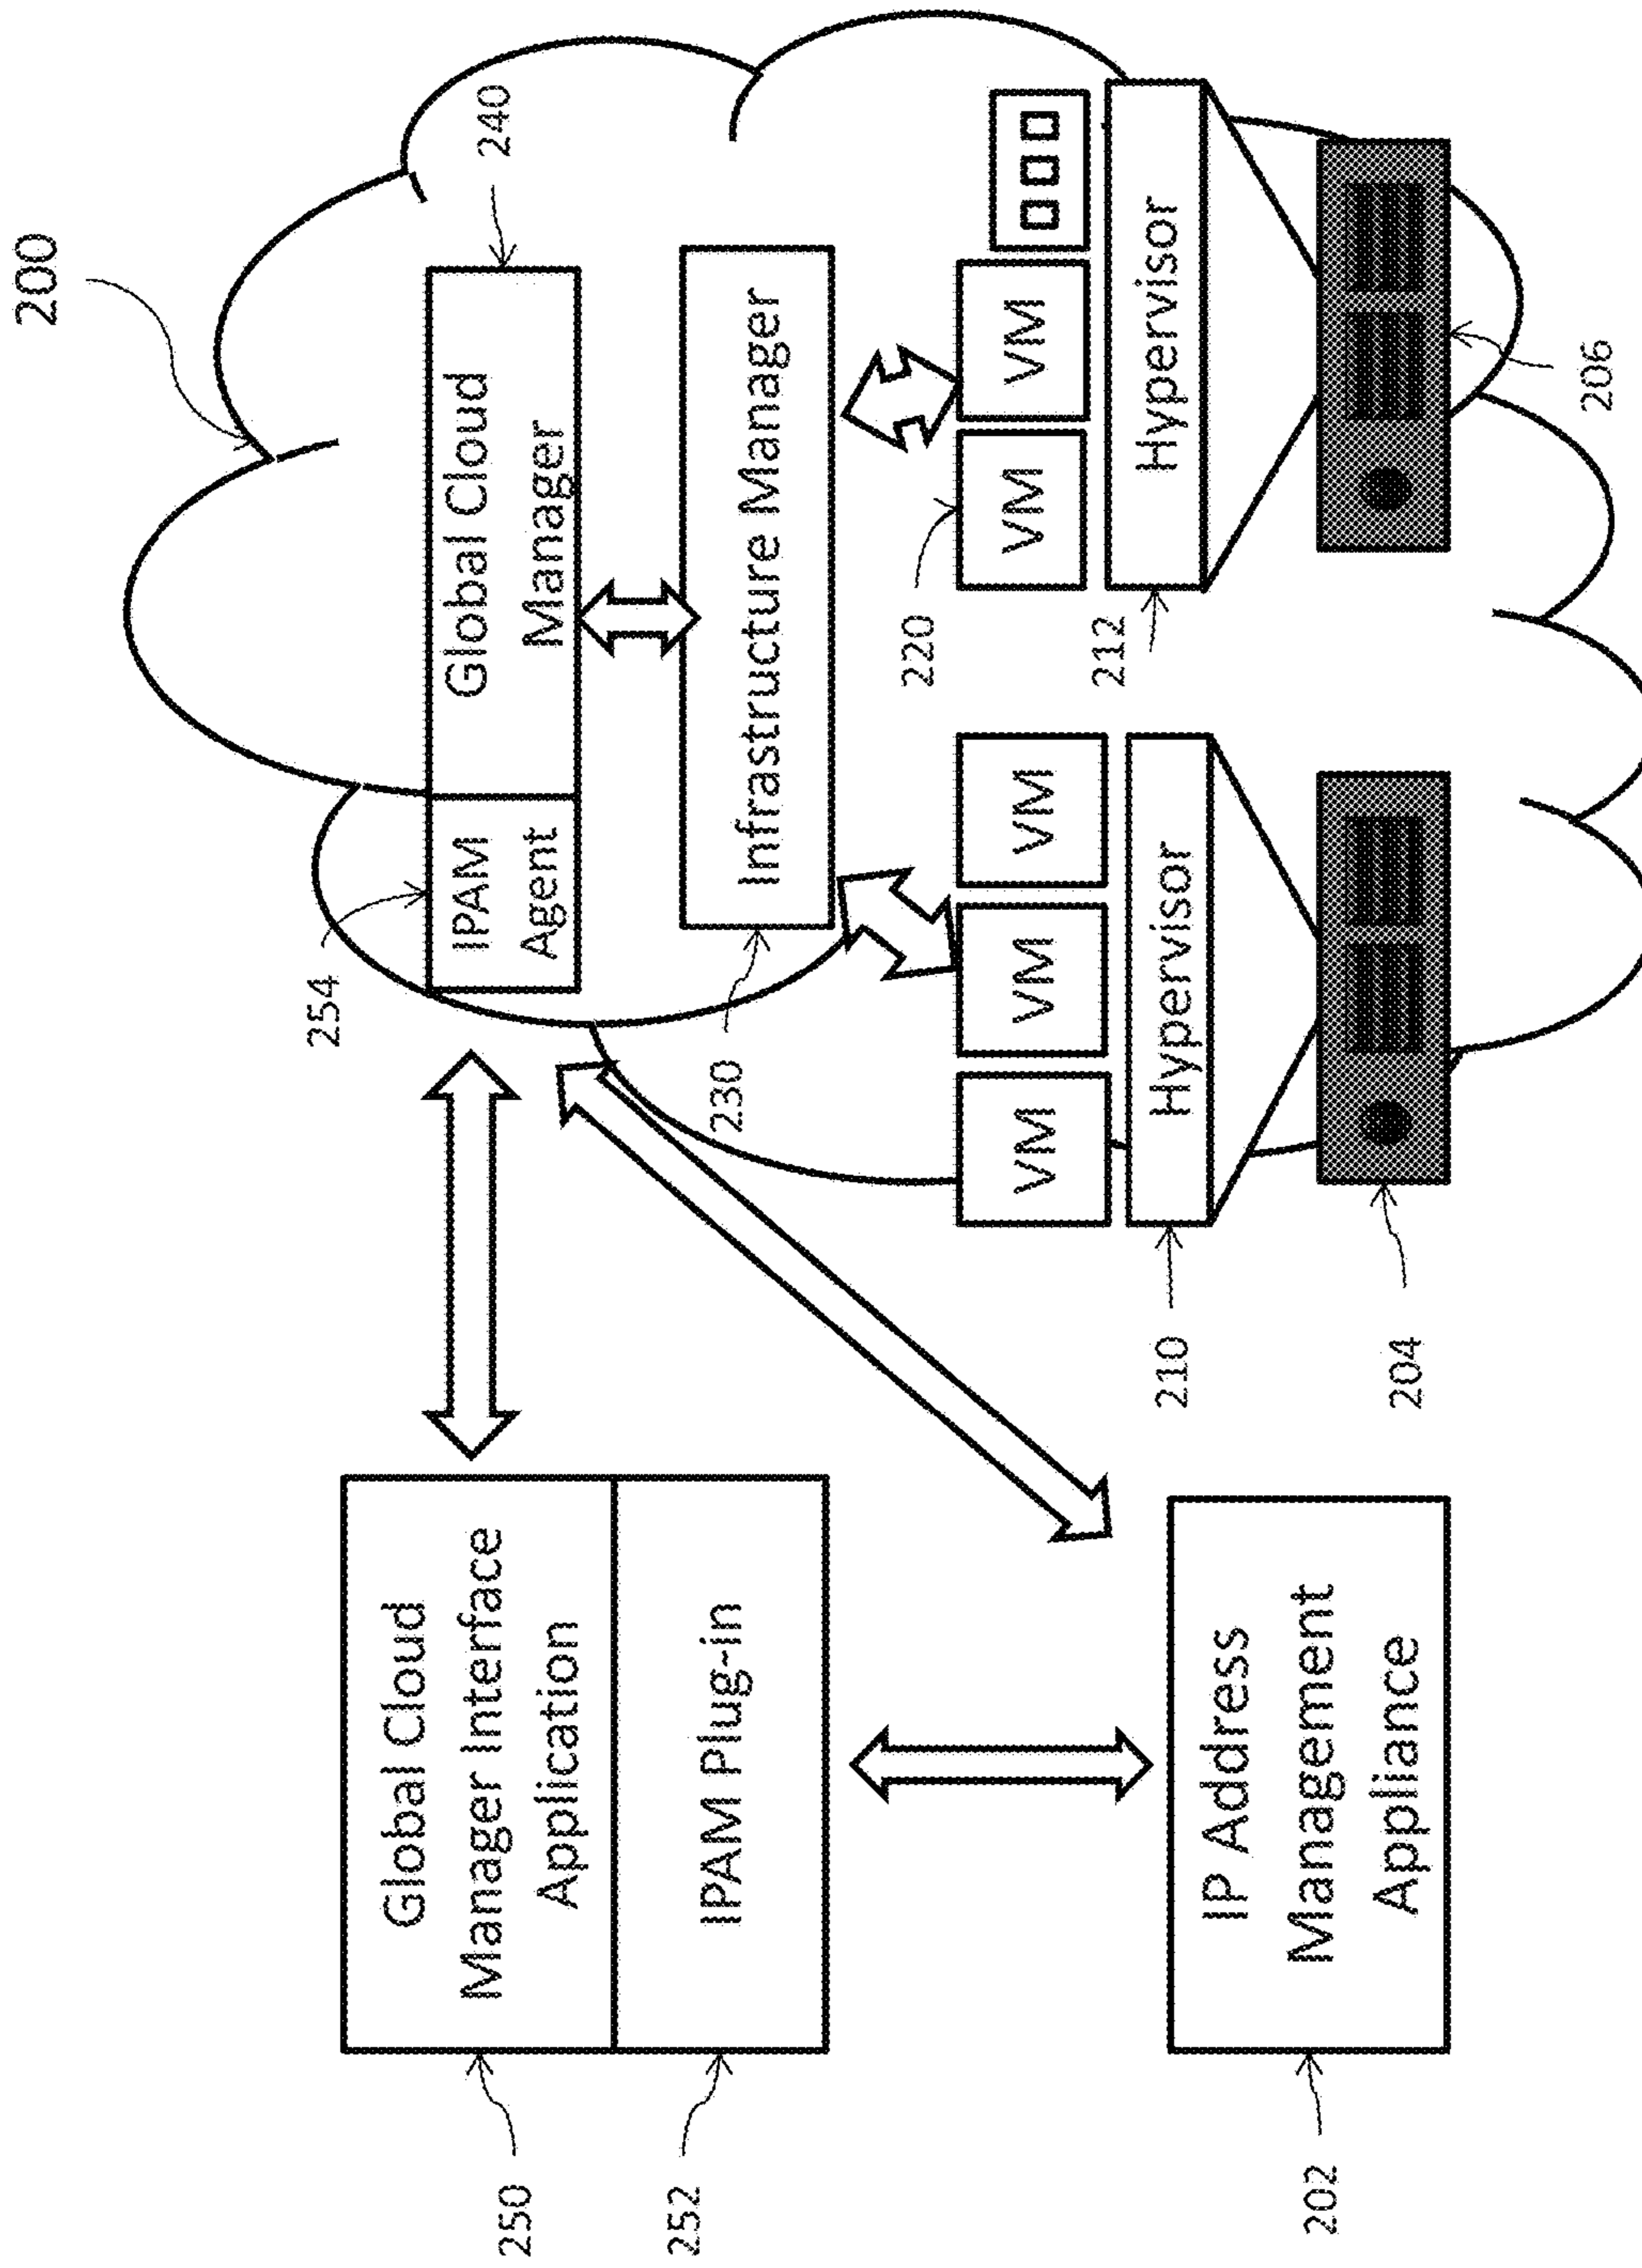 200
250
Global Cloud
Manager Interface
Application
252
IPAM Plug-in
254
IPAM
Agent
Global Cloud
Manager
240
230
Infrastructure Manager
202
IP Address
Management
Appliance
VM
VM
VM
210
Hypervisor
204
220
VM
VM
212
Hypervisor
206